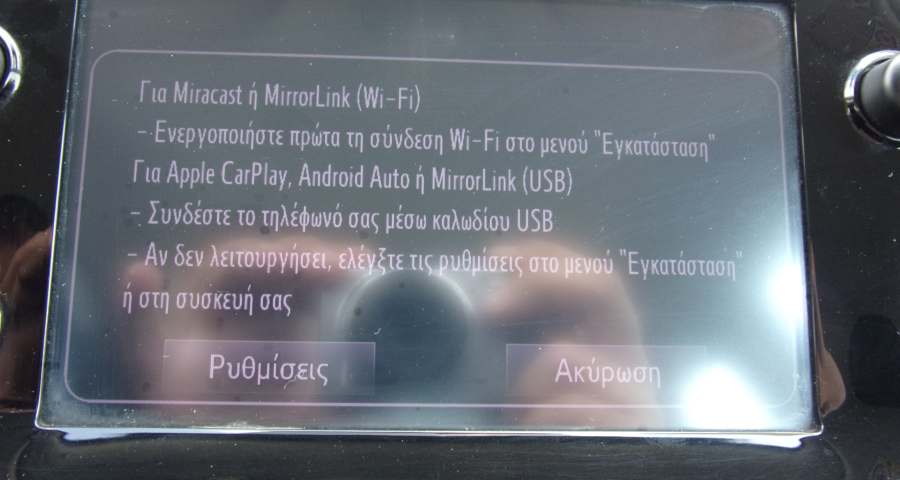 Για Miracast ή MirrorLink (Wi-Fi)
- Ενεργοποιήστε πρώτα τη σύνδεση Wi-Fi στο μενού "Εγκατάσταση"
Για Apple CarPlay, Android Auto ή MirrorLink (USB)
- Συνδέστε το τηλέφωνό σας μέσω καλωδίου USB
- Αν δεν λειτουργήσει, ελέγξτε τις ρυθμίσεις στο μενού "Εγκατάσταση"
ή στη συσκευή σας
Ρυθμίσεις Ακύρωση